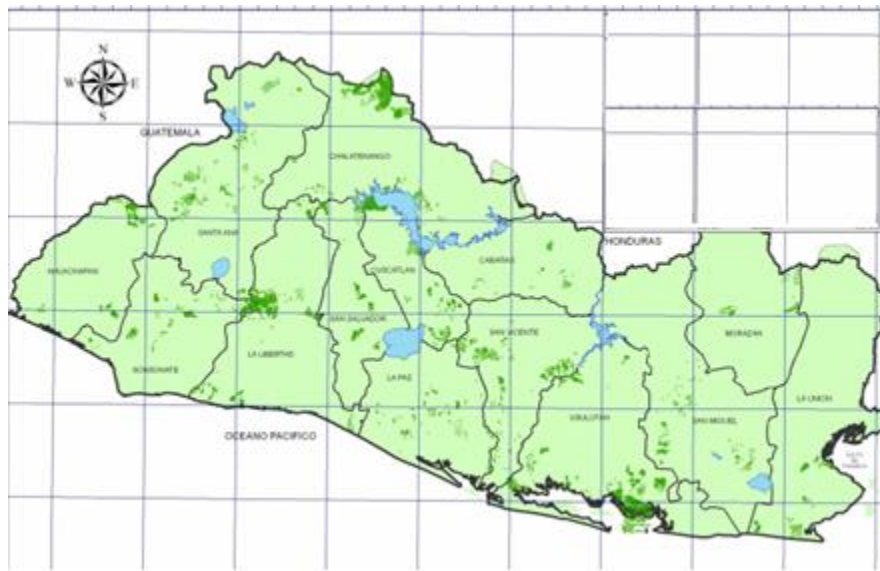 N
W E
S
GUATEMALA
CHALATENANGO
SANTA ANA
HONDURAS
AHUACHAPAN
CUSCATLAN
CABAÑAS
SAN SALVADOR
SAN VICENTE
MORAZAN
LA LIBERTAD
SONSONATE
LA PAZ
LA UNION
USULUTAN
SAN MIGUEL
OCEANO PACIFICO